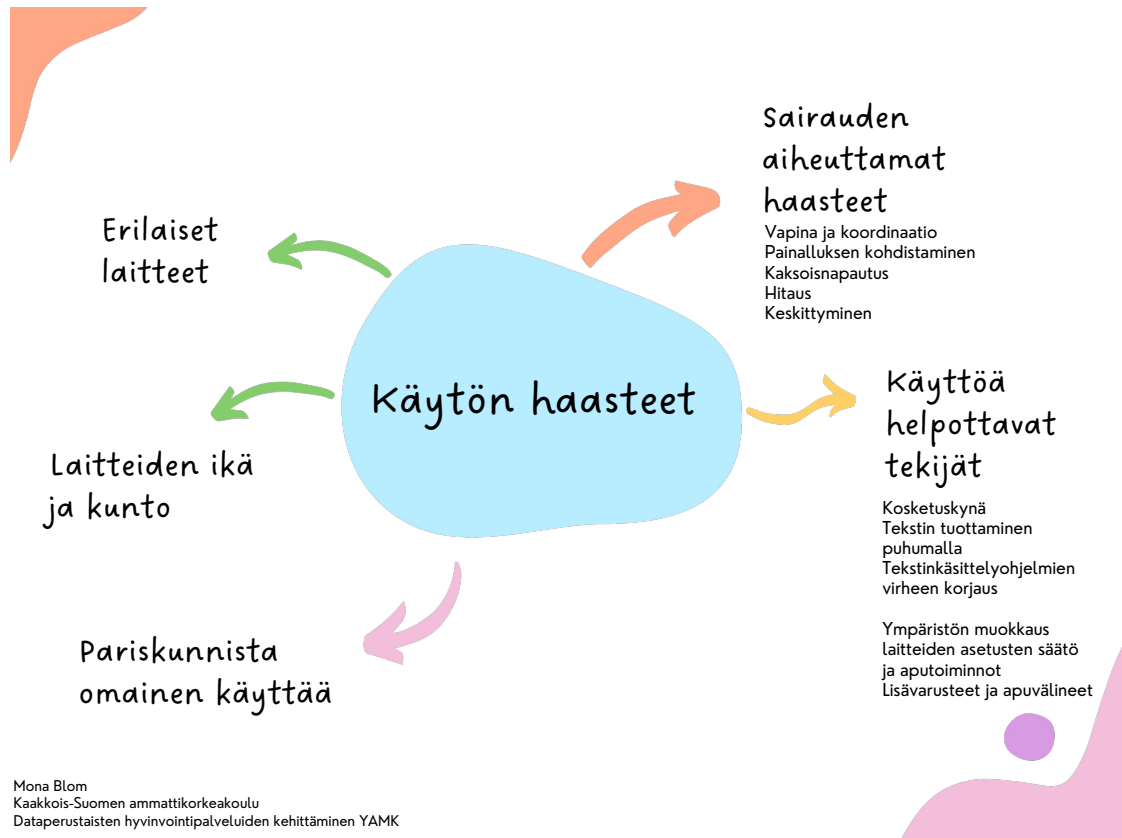 Sairauden
aiheuttamat
haasteet
Vapina ja koordinaatio
Painalluksen kohdistaminen
Kaksoisnapautus
Hitaus
Keskittyminen
Erilaiset
laitteet
Käytön haasteet
Käyttöä
helpottavat
tekijät
Kosketuskynä
Tekstin tuottaminen
puhumalla
Tekstinkäsittelyohjelmien
virheen korjaus
Ympäristön muokkaus
laitteiden asetusten säätö
ja aputoiminnot
Lisävarusteet ja apuvälineet
Laitteiden ikä
ja kunto
Pariskunnista
omainen käyttää
Mona Blom
Kaakkois-Suomen ammattikorkeakoulu
Dataperustaisten hyvinvointipalveluiden kehittäminen YAMK